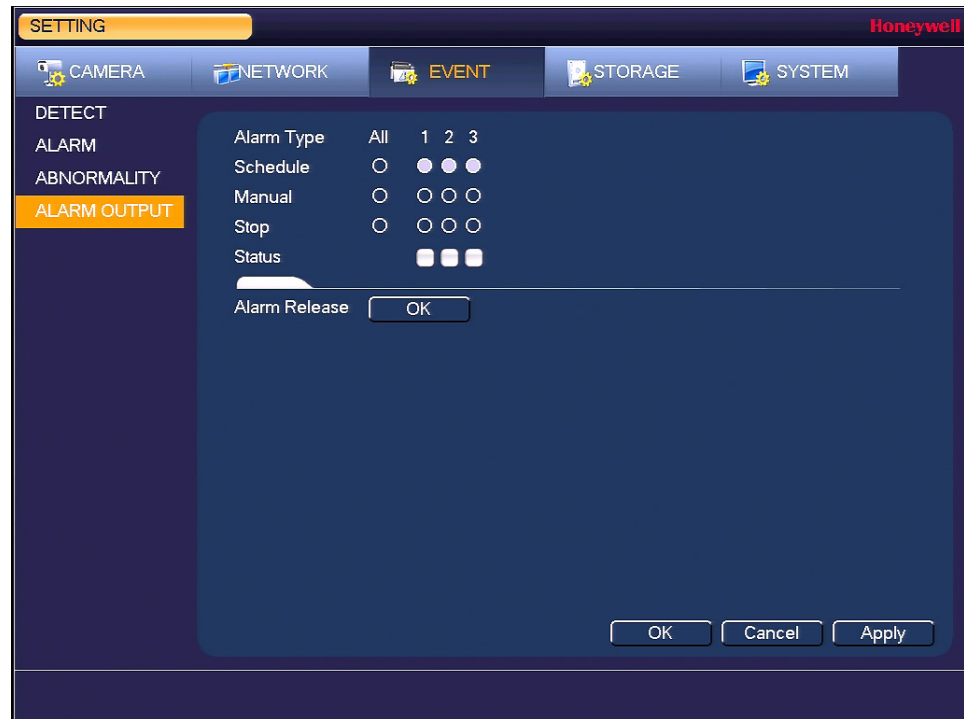 SETTING
Honeywell
CAMERA
NETWORK
EVENT
STORAGE
SYSTEM
DETECT
ALARM
ABNORMALITY
ALARM OUTPUT
Alarm Type All 1 2 3
Schedule
Manual
Stop
Status
Alarm Release OK
OK Cancel Apply